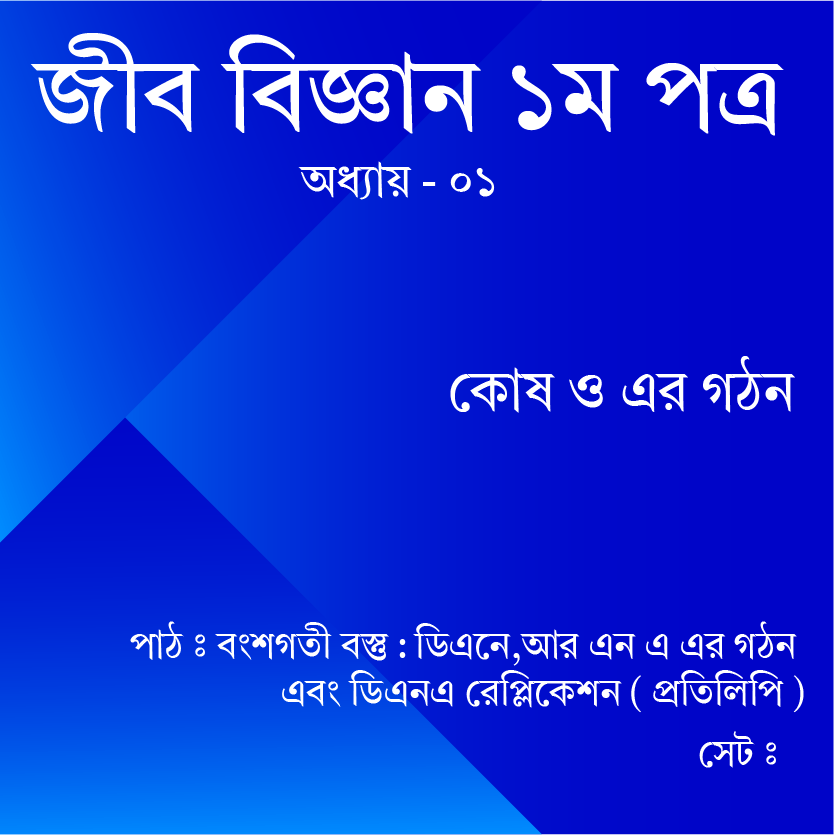 জীব বিজ্ঞান ১ম পত্র
অধ্যায় - ০১
কোষ ও এর গঠন
পাঠ ঃ বংশগতী বস্তু : ডিএনে,আর এন এ এর গঠন
এবং ডিএনএ রেপ্লিকেশন ( প্রতিলিপি )
সেট ঃ